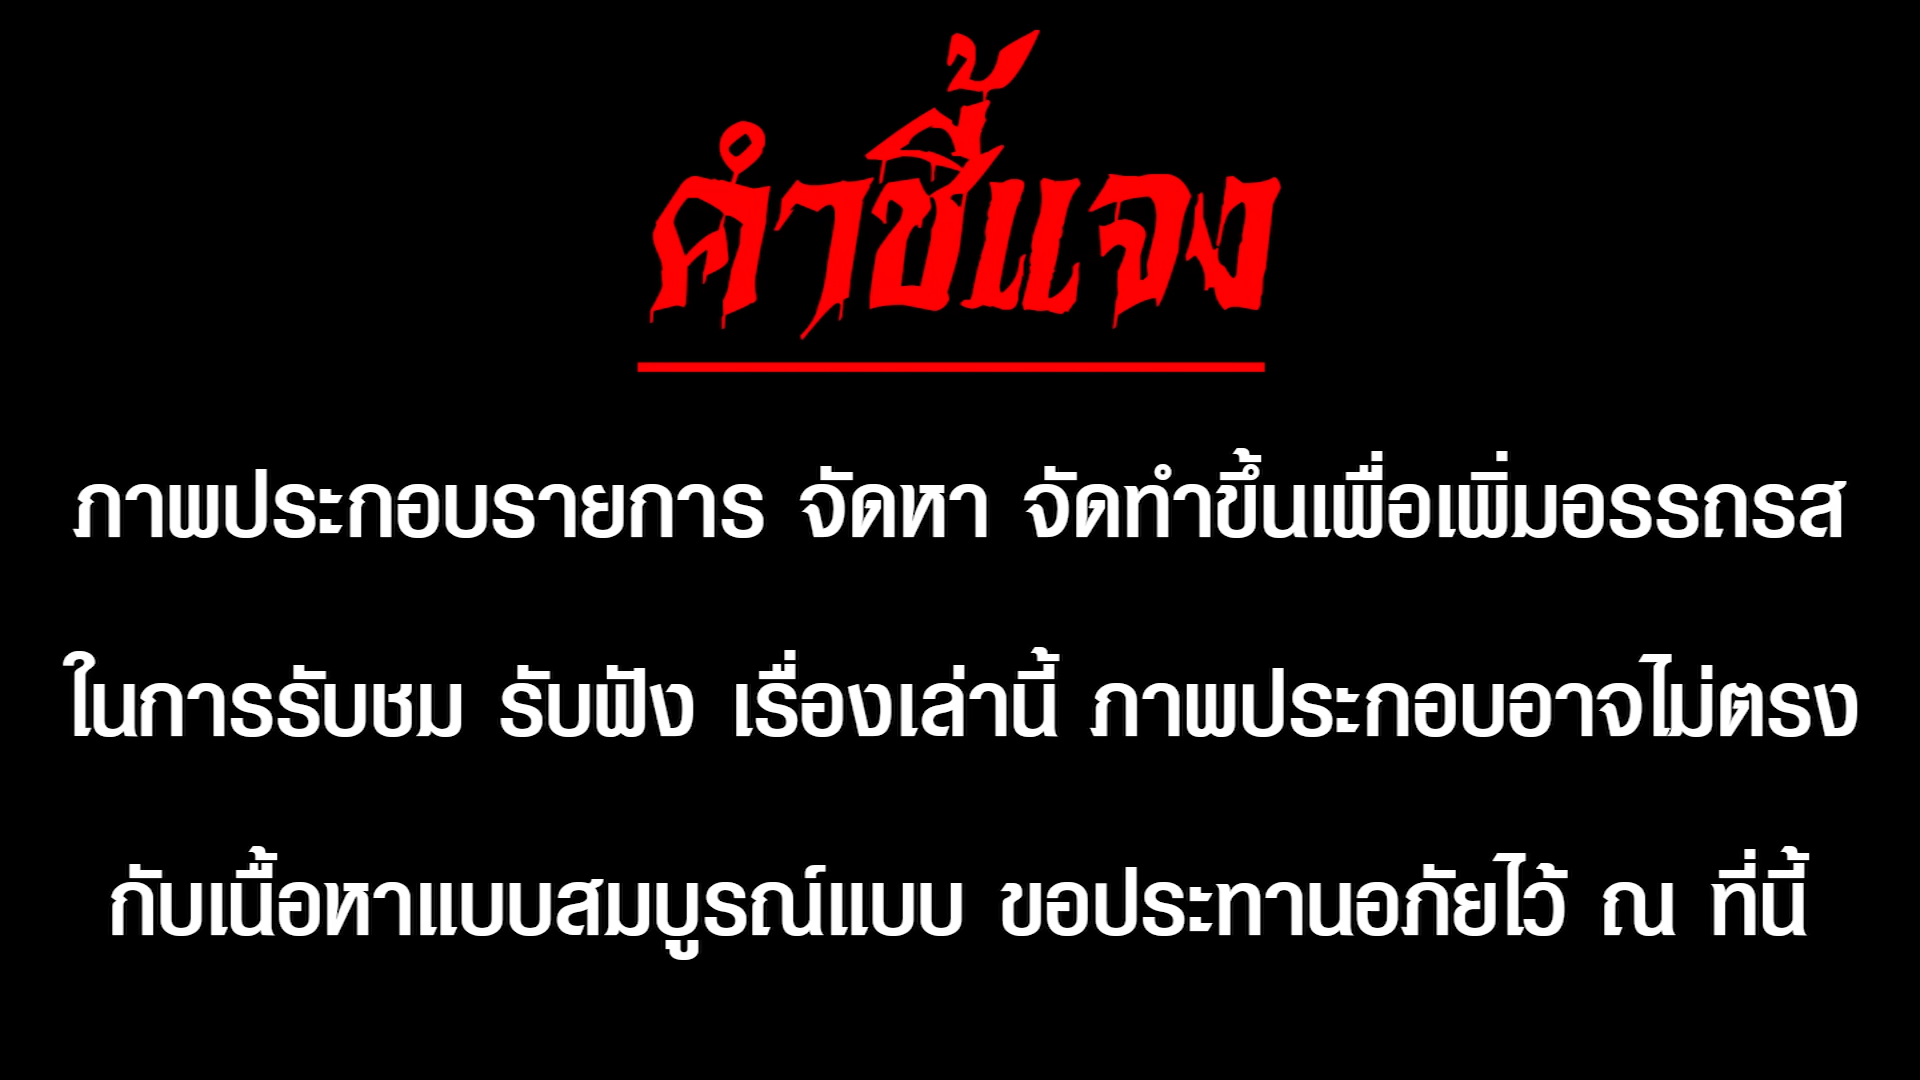 คำชี้แจง
ภาพประกอบรายการ จัดหา จัดทำขึ้นเพื่อเพิ่มอรรถรส
ในการรับชม รับฟัง เรื่องเล่านี้ ภาพประกอบอาจไม่ตรง
กับเนื้อหาแบบสมบูรณ์แบบ ขอประทานอภัยไว้ ณ ที่นี้